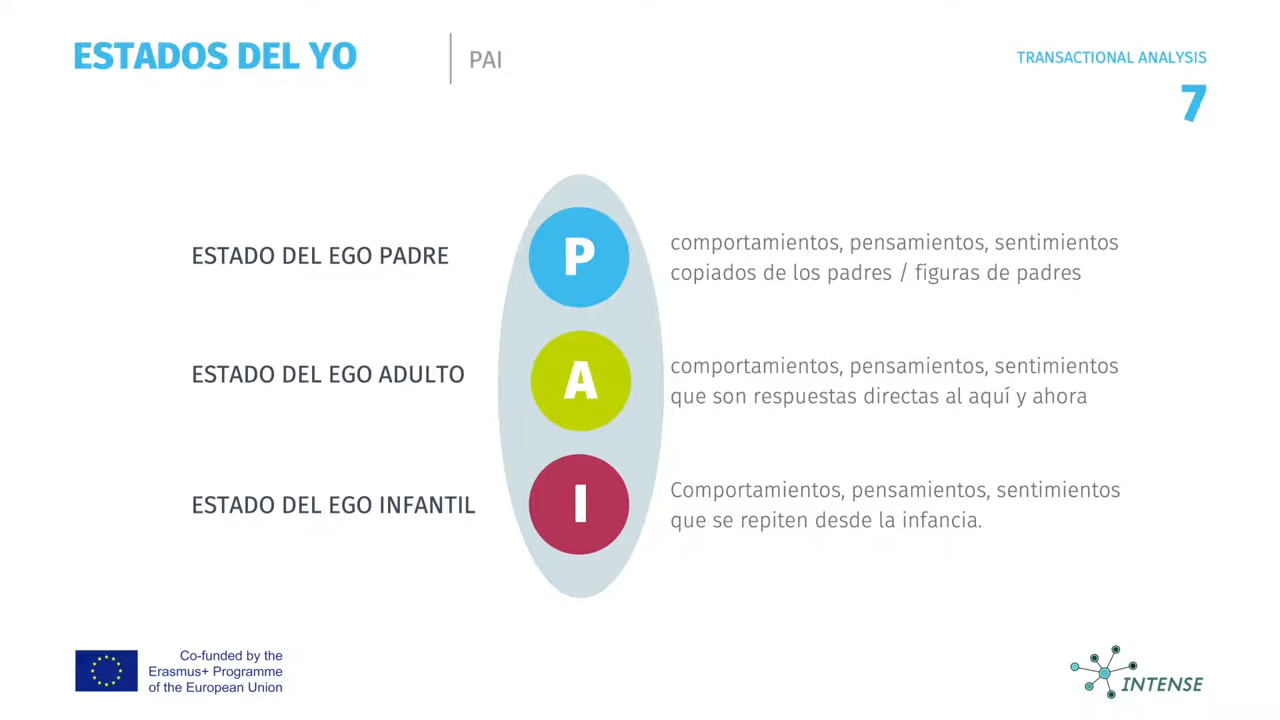 ESTADOS DEL YO
PAI
TRANSACTIONAL ANALYSIS
7
ESTADO DEL EGO PADRE
P
comportamientos, pensamientos, sentimientos
copiados de los padres / figuras de padres
ESTADO DEL EGO ADULTO
A
comportamientos, pensamientos, sentimientos
que son respuestas directas al aquí y ahora
ESTADO DEL EGO INFANTIL
I
Comportamientos, pensamientos, sentimientos
que se repiten desde la infancia.
Co-funded by the
Erasmus+ Programme
of the European Union
INTENSE